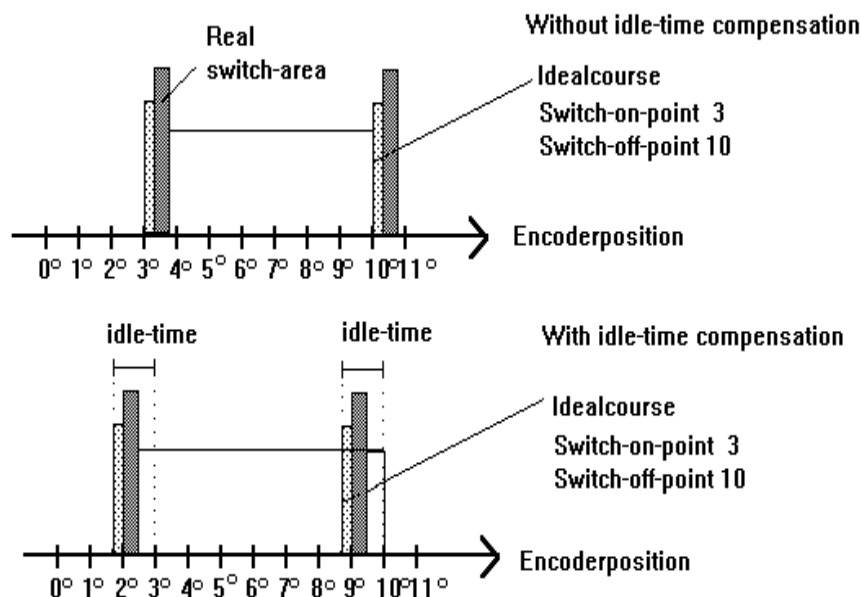 Without idle-time compensation
Real
switch-area
Idealcourse
Switch-on-point 3
Switch-off-point 10
Encoderposition
0° 1° 2° 3° 4° 5° 6° 7° 8° 9° 10° 11°
idle-time
idle-time
With idle-time compensation
Idealcourse
Switch-on-point 3
Switch-off-point 10
Encoderposition
0° 1° 2° 3° 4° 5° 6° 7° 8° 9° 10° 11°